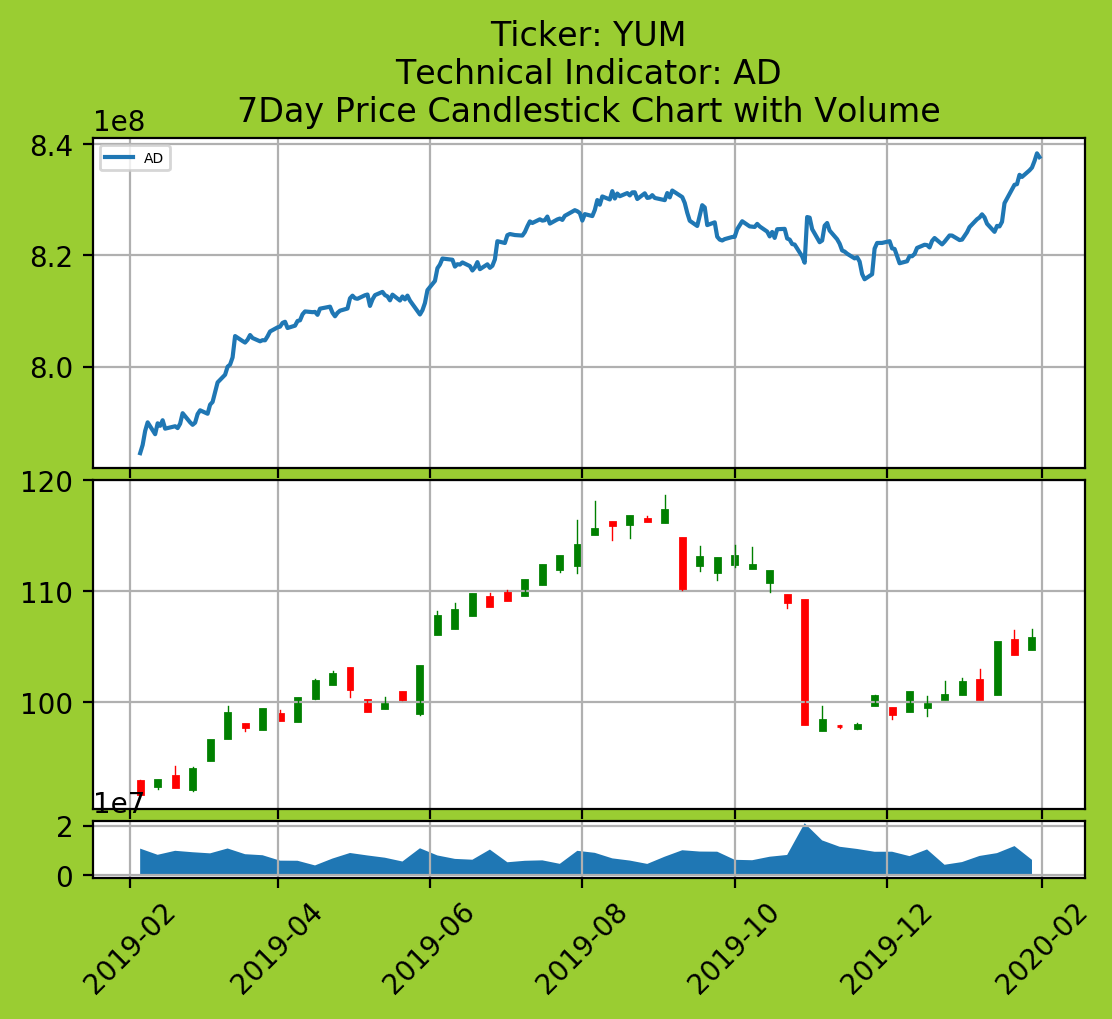 Ticker: YUM
Technical Indicator: AD
7Day Price Candlestick Chart with Volume
1e8
8.4
AD
8.2
8.0
120
110
100
1e7
2
0
2019-02
2019-04
2019-06
2019-08
2019-10
2019-12
2020-02